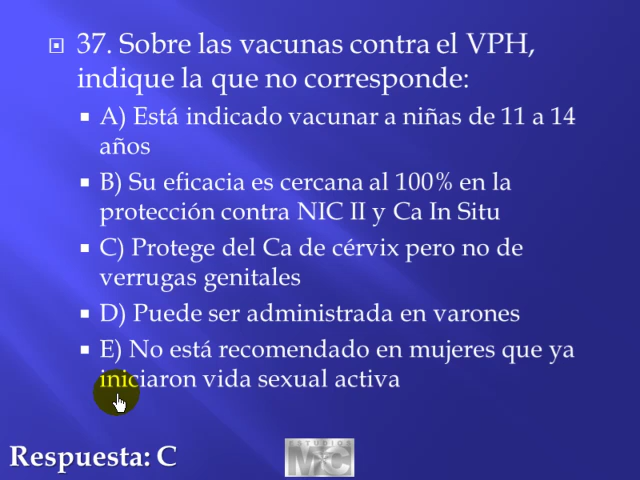 37. Sobre las vacunas contra el VPH,
indique la que no corresponde:
A) Está indicado vacunar a niñas de 11 a 14
años
B) Su eficacia es cercana al 100% en la
protección contra NIC II y Ca In Situ
C) Protege del Ca de cérvix pero no de
verrugas genitales
D) Puede ser administrada en varones
E) No está recomendado en mujeres que ya
iniciaron vida sexual activa
Respuesta: C
ESTUDIOS